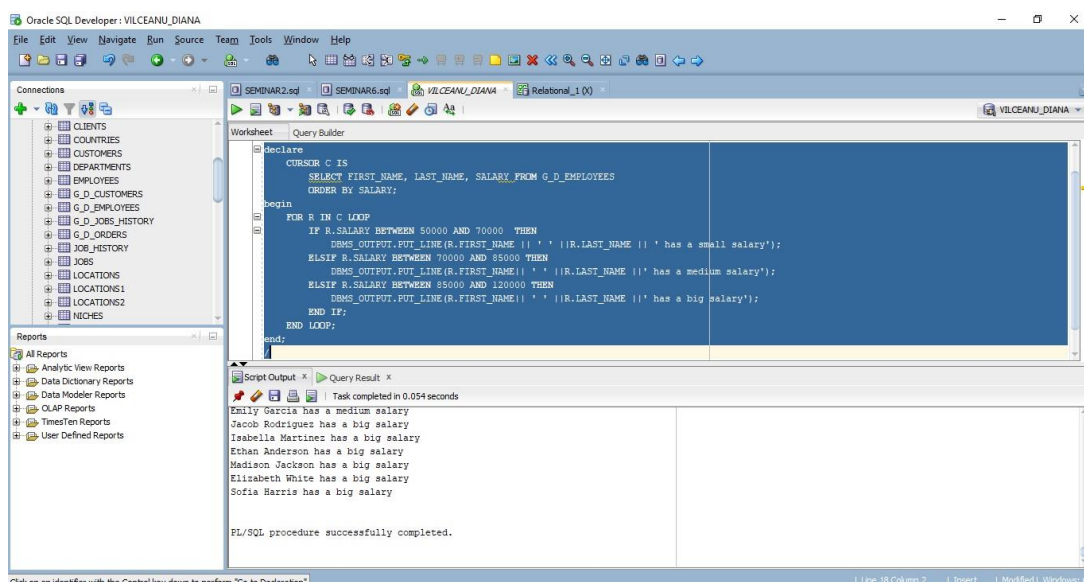 Oracle SQL Developer : VILCEANU_DIANA
File Edit View Navigate Run Source Team Tools Window Help
Connections
SEMINAR2.sql SEMINAR6.sql VILCEANU_DIANA Relational_1 (X)
VILCEANU_DIANA
Worksheet Query Builder
CLIENTS
COUNTRIES
CUSTOMERS
DEPARTMENTS
EMPLOYEES
G_D_CUSTOMERS
G_D_EMPLOYEES
G_D_JOBS_HISTORY
G_D_ORDERS
JOB_HISTORY
JOBS
LOCATIONS
LOCATIONS1
LOCATIONS2
NICHES
declare
CURSOR C IS
SELECT FIRST_NAME, LAST_NAME, SALARY FROM G_D_EMPLOYEES
ORDER BY SALARY;
begin
FOR R IN C LOOP
IF R.SALARY BETWEEN 50000 AND 70000 THEN
DBMS_OUTPUT.PUT_LINE(R.FIRST_NAME || ' ' ||R.LAST_NAME || ' has a small salary');
ELSIF R.SALARY BETWEEN 70000 AND 85000 THEN
DBMS_OUTPUT.PUT_LINE(R.FIRST_NAME|| ' ' ||R.LAST_NAME ||' has a medium salary');
ELSIF R.SALARY BETWEEN 85000 AND 120000 THEN
DBMS_OUTPUT.PUT_LINE(R.FIRST_NAME|| ' ' ||R.LAST_NAME ||' has a big salary');
END IF;
END LOOP;
end;
/
Reports
All Reports
Analytic View Reports
Data Dictionary Reports
Data Modeler Reports
OLAP Reports
TimesTen Reports
User Defined Reports
Script Output x Query Result x
Task completed in 0.054 seconds
Emily Garcia has a medium salary
Jacob Rodriguez has a big salary
Isabella Martinez has a big salary
Ethan Anderson has a big salary
Madison Jackson has a big salary
Elizabeth White has a big salary
Sofia Harris has a big salary
PL/SQL procedure successfully completed.
Click on an identifier with the Control key down to perform "Go to Declaration"
Line 18 Column 2 Insert Modified Windows